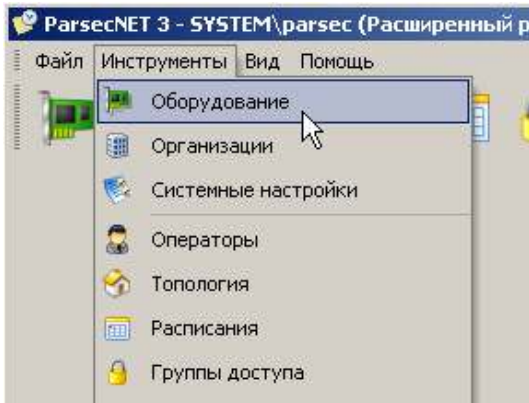 ParsecNET 3 - SYSTEM\parsec (Расширенный р
Файл Инструменты Вид Помощь
Оборудование
Организации
Системные настройки
Операторы
Топология
Расписания
Группы доступа